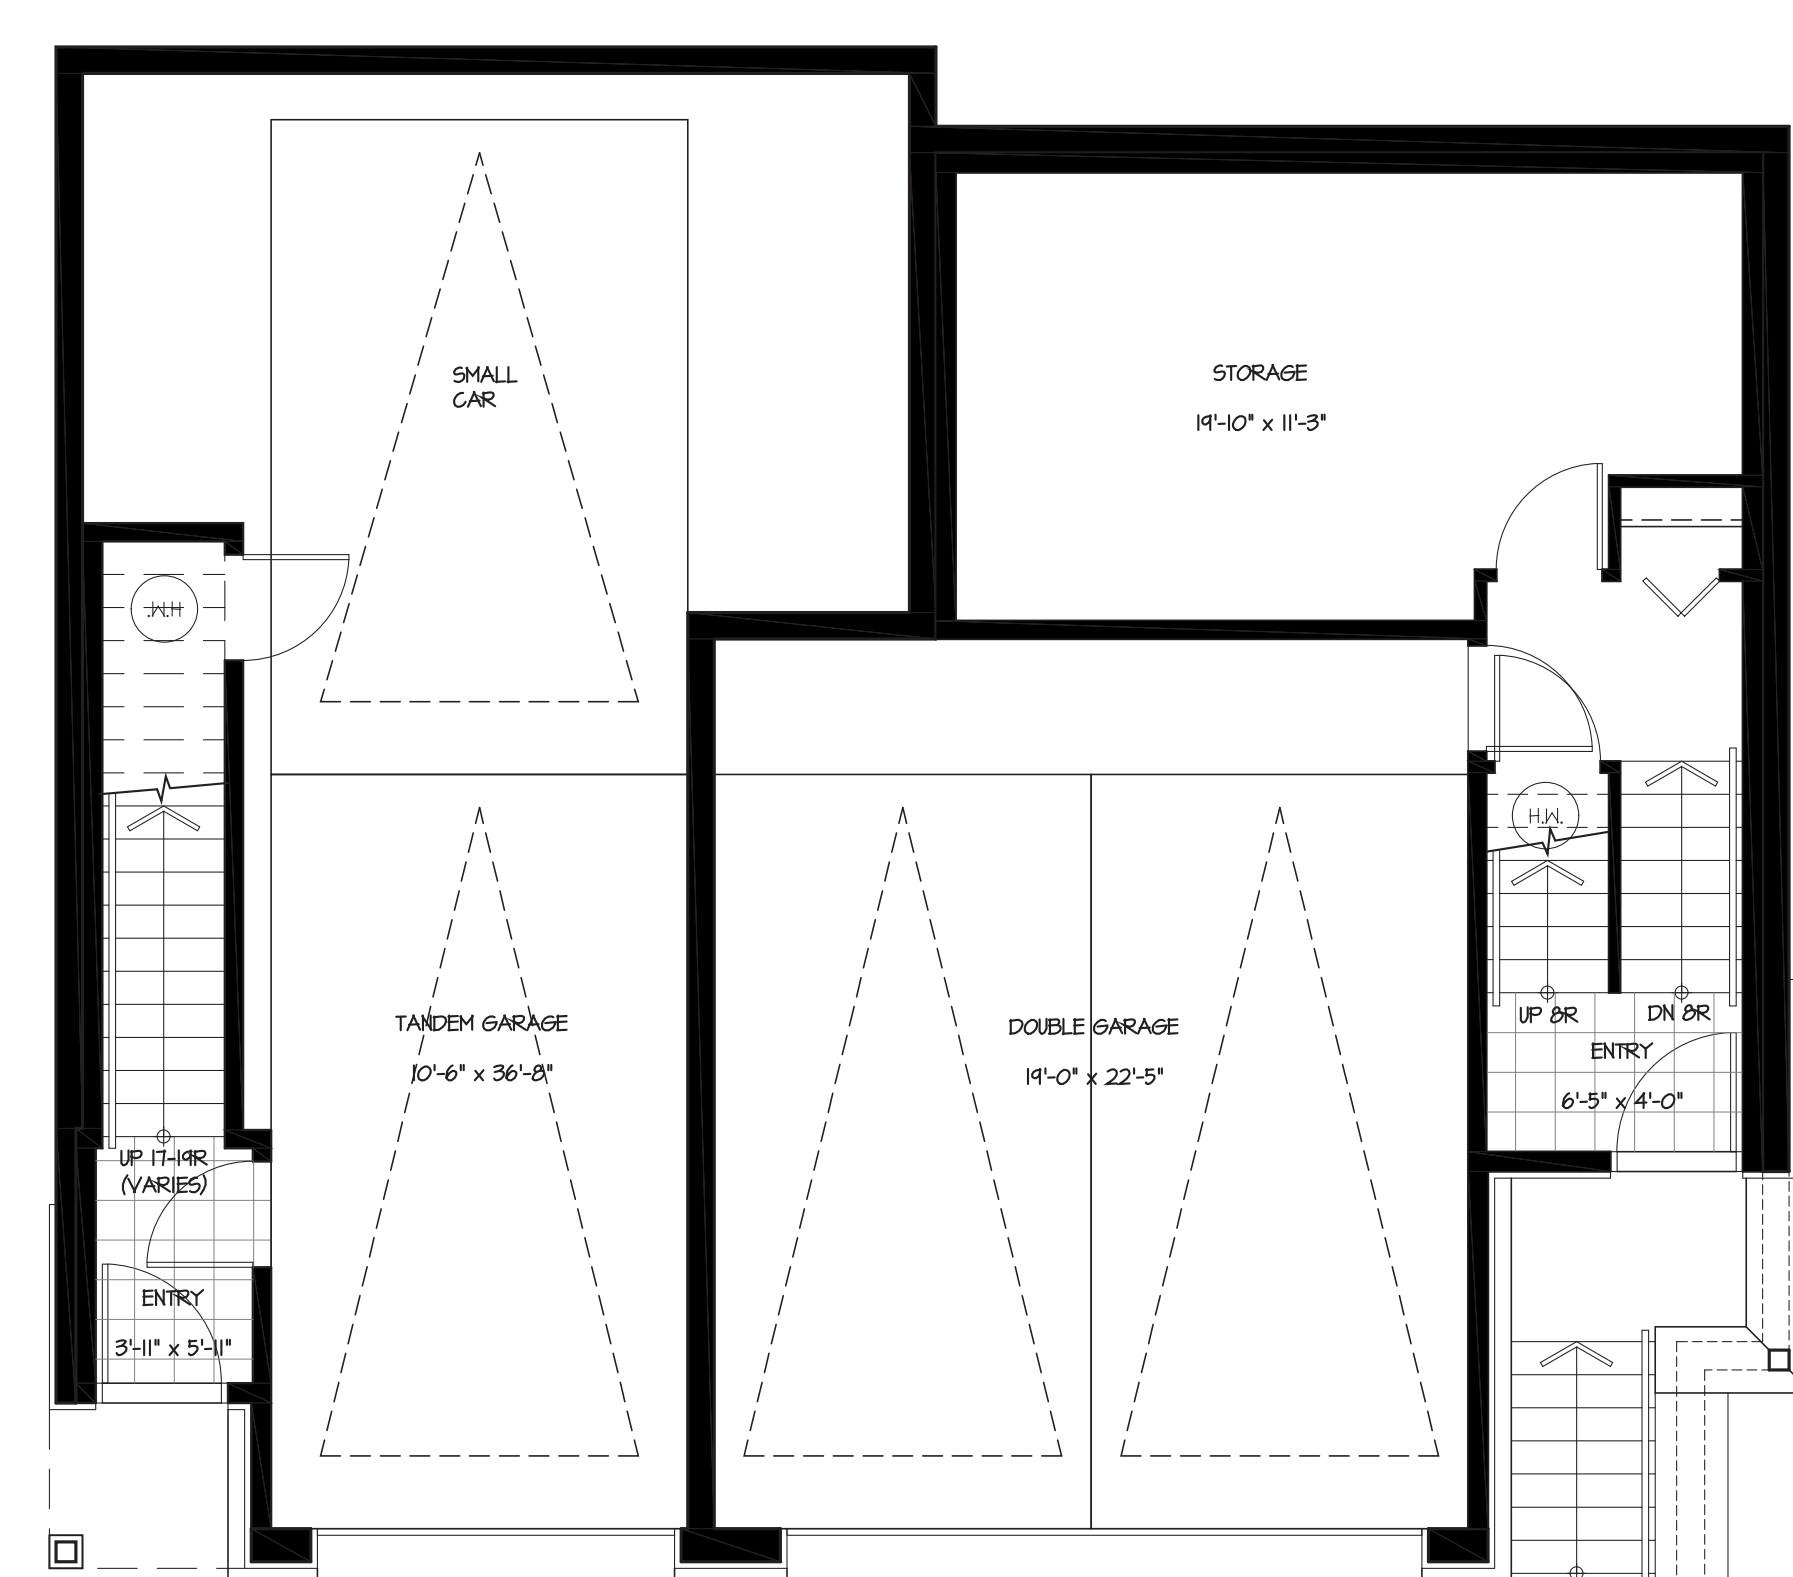 SMALL
CAR
STORAGE
19'-10" x 11'-3"
H.W.
H.W.
TANDEM GARAGE
10'-6" x 36'-8"
DOUBLE GARAGE
19'-0" x 22'-5"
UP 8R
DN 8R
ENTRY
6'-5" x 4'-0"
UP 17-19R
(VARIES)
ENTRY
3'-11" x 5'-11"